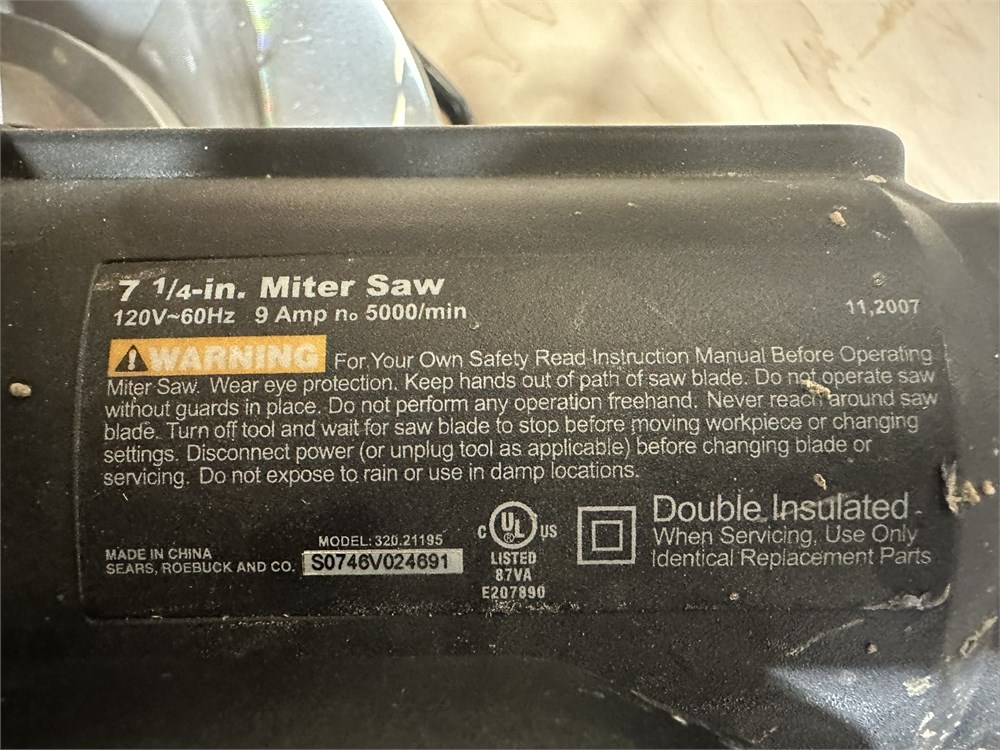 7 1/4-in. Miter Saw
120V~60Hz 9 Amp no 5000/min
11,2007
WARNING For Your Own Safety Read Instruction Manual Before Operating
Miter Saw. Wear eye protection. Keep hands out of path of saw blade. Do not operate saw
without guards in place. Do not perform any operation freehand. Never reach around saw
blade. Turn off tool and wait for saw blade to stop before moving workpiece or changing
settings. Disconnect power (or unplug tool as applicable) before changing blade or
servicing. Do not expose to rain or use in damp locations.
MADE IN CHINA
SEARS, ROEBUCK AND CO.
MODEL: 320.21195
S0746V024691
C UL US
LISTED
87VA
E207890
Double Insulated
When Servicing, Use Only
Identical Replacement Parts